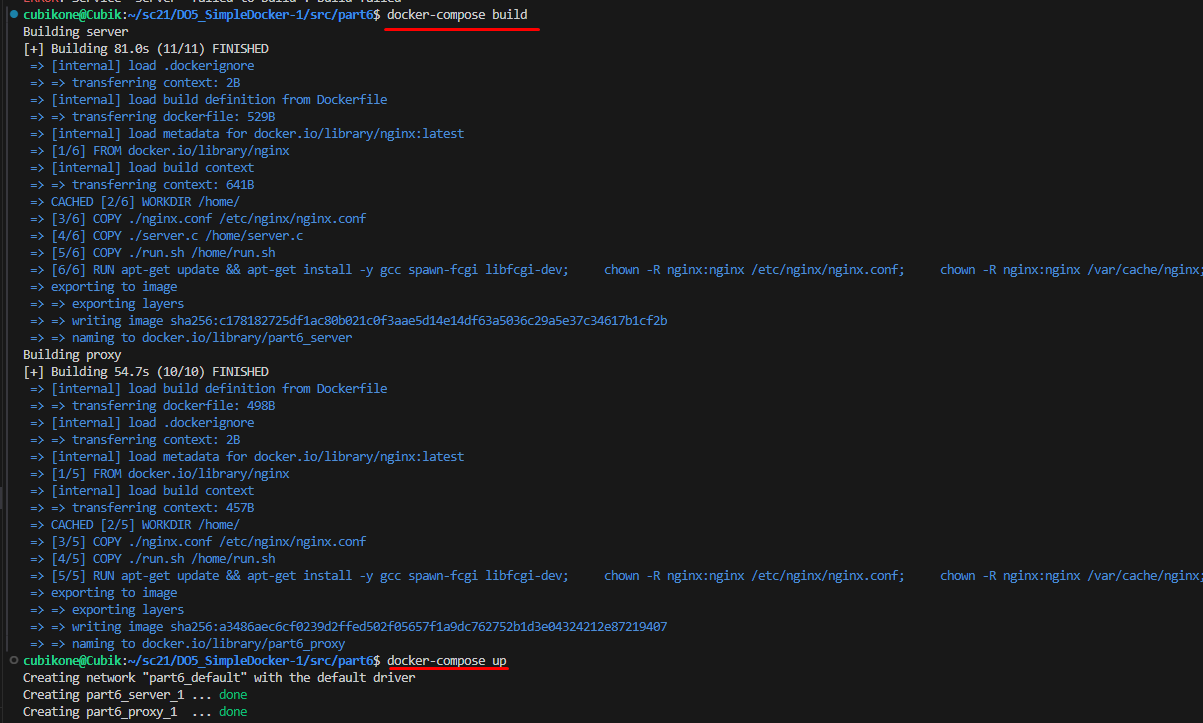 cubikone@Cubik:~/sc21/DO5_SimpleDocker-1/src/part6$ docker-compose build
Building server
[+] Building 81.0s (11/11) FINISHED
=> [internal] load .dockerignore
=> => transferring context: 2B
=> [internal] load build definition from Dockerfile
=> => transferring dockerfile: 529B
=> [internal] load metadata for docker.io/library/nginx:latest
=> [1/6] FROM docker.io/library/nginx
=> [internal] load build context
=> => transferring context: 641B
=> CACHED [2/6] WORKDIR /home/
=> [3/6] COPY ./nginx.conf /etc/nginx/nginx.conf
=> [4/6] COPY ./server.c /home/server.c
=> [5/6] COPY ./run.sh /home/run.sh
=> [6/6] RUN apt-get update && apt-get install -y gcc spawn-fcgi libfcgi-dev;     chown -R nginx:nginx /etc/nginx/nginx.conf;     chown -R nginx:nginx /var/cache/nginx;
=> exporting to image
=> => exporting layers
=> => writing image sha256:c178182725df1ac80b021c0f3aae5d14e14df63a5036c29a5e37c34617b1cf2b
=> => naming to docker.io/library/part6_server
Building proxy
[+] Building 54.7s (10/10) FINISHED
=> [internal] load build definition from Dockerfile
=> => transferring dockerfile: 498B
=> [internal] load .dockerignore
=> => transferring context: 2B
=> [internal] load metadata for docker.io/library/nginx:latest
=> [1/5] FROM docker.io/library/nginx
=> [internal] load build context
=> => transferring context: 457B
=> CACHED [2/5] WORKDIR /home/
=> [3/5] COPY ./nginx.conf /etc/nginx/nginx.conf
=> [4/5] COPY ./run.sh /home/run.sh
=> [5/5] RUN apt-get update && apt-get install -y gcc spawn-fcgi libfcgi-dev;     chown -R nginx:nginx /etc/nginx/nginx.conf;     chown -R nginx:nginx /var/cache/nginx;
=> exporting to image
=> => exporting layers
=> => writing image sha256:a3486aec6cf0239d2ffed502f05657f1a9dc762752b1d3e04324212e87219407
=> => naming to docker.io/library/part6_proxy
cubikone@Cubik:~/sc21/DO5_SimpleDocker-1/src/part6$ docker-compose up
Creating network "part6_default" with the default driver
Creating part6_server_1 ... done
Creating part6_proxy_1  ... done